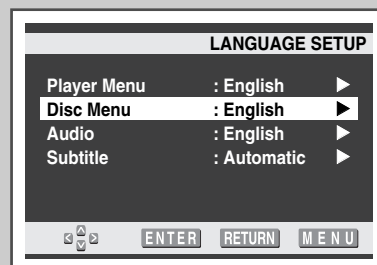 LANGUAGE SETUP
Player Menu : English ▶
Disc Menu : English ▶
Audio : English ▶
Subtitle : Automatic ▶
ENTER RETURN MENU